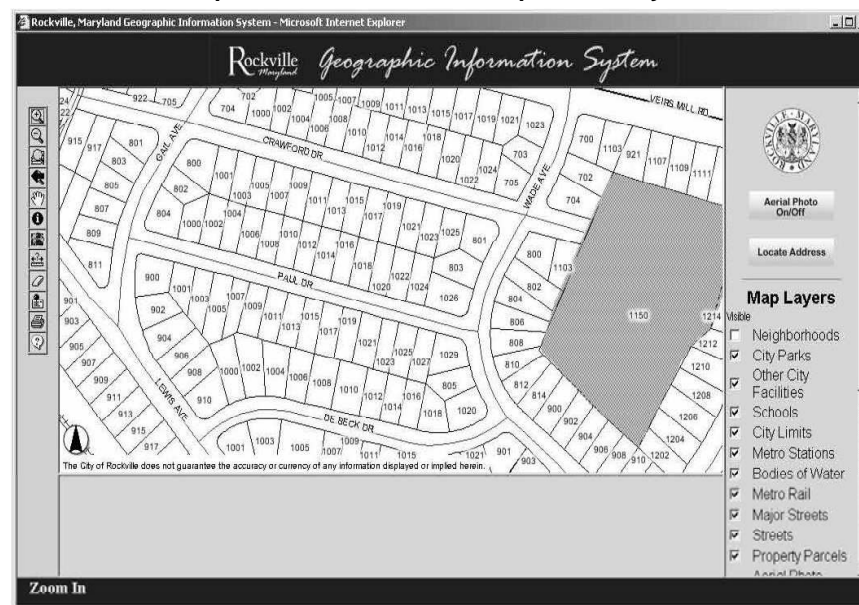 Rockville, Maryland Geographic Information System - Microsoft Internet Explorer
Rockville Maryland
Geographic Information System
VEIRS MILL RD
922 705 702 1005 1007 1009 1011 1013 1015 1017 1019 1021 1023
704 1000 1002 1004 1006 1008 1010 1012 1014 1016 1018 1020 1022 1024 703 705
700 1103 921 1107 1109 1111
702
704
915 917 801
803
805
807
809
811
GAIL AVE
CRAWFORD DR
WADE AVE
800
802
804
1001 1003 1005 1007 1009 1011 1013 1015 1017 1019 1021 1023 1025 801
1000 1002 1004 1006 1008 1010 1012 1014 1016 1018 1020 1022 1024 1026
803
800 1103
802
804
806
808
810
812
814
900
902
904
906
908
910
1150
1214
1212
1210
1208
1206
1204
1202
PAUL DR
900
902
904
906
908
910
1001 1003 1005 1007 1009 1011 1013 1015 1017 1019 1021 1023 1025 1027 1029
1000 1002 1004 1006 1008 1010 1012 1014 1016 1018 1020
805
901
903
905
907
909
911
913
915
917
LEWIS AVE
DE BECK DR
1001 1003 1005 1007 1009 1011 1015 1021 901 903
The City of Rockville does not guarantee the accuracy or currency of any information displayed or implied herein.
ROCKVILLE MARYLAND
Aerial Photo
On/Off
Locate Address
Map Layers
Visible
Neighborhoods
City Parks
Other City
Facilities
Schools
City Limits
Metro Stations
Bodies of Water
Metro Rail
Major Streets
Streets
Property Parcels
Aerial Photo
Zoom In